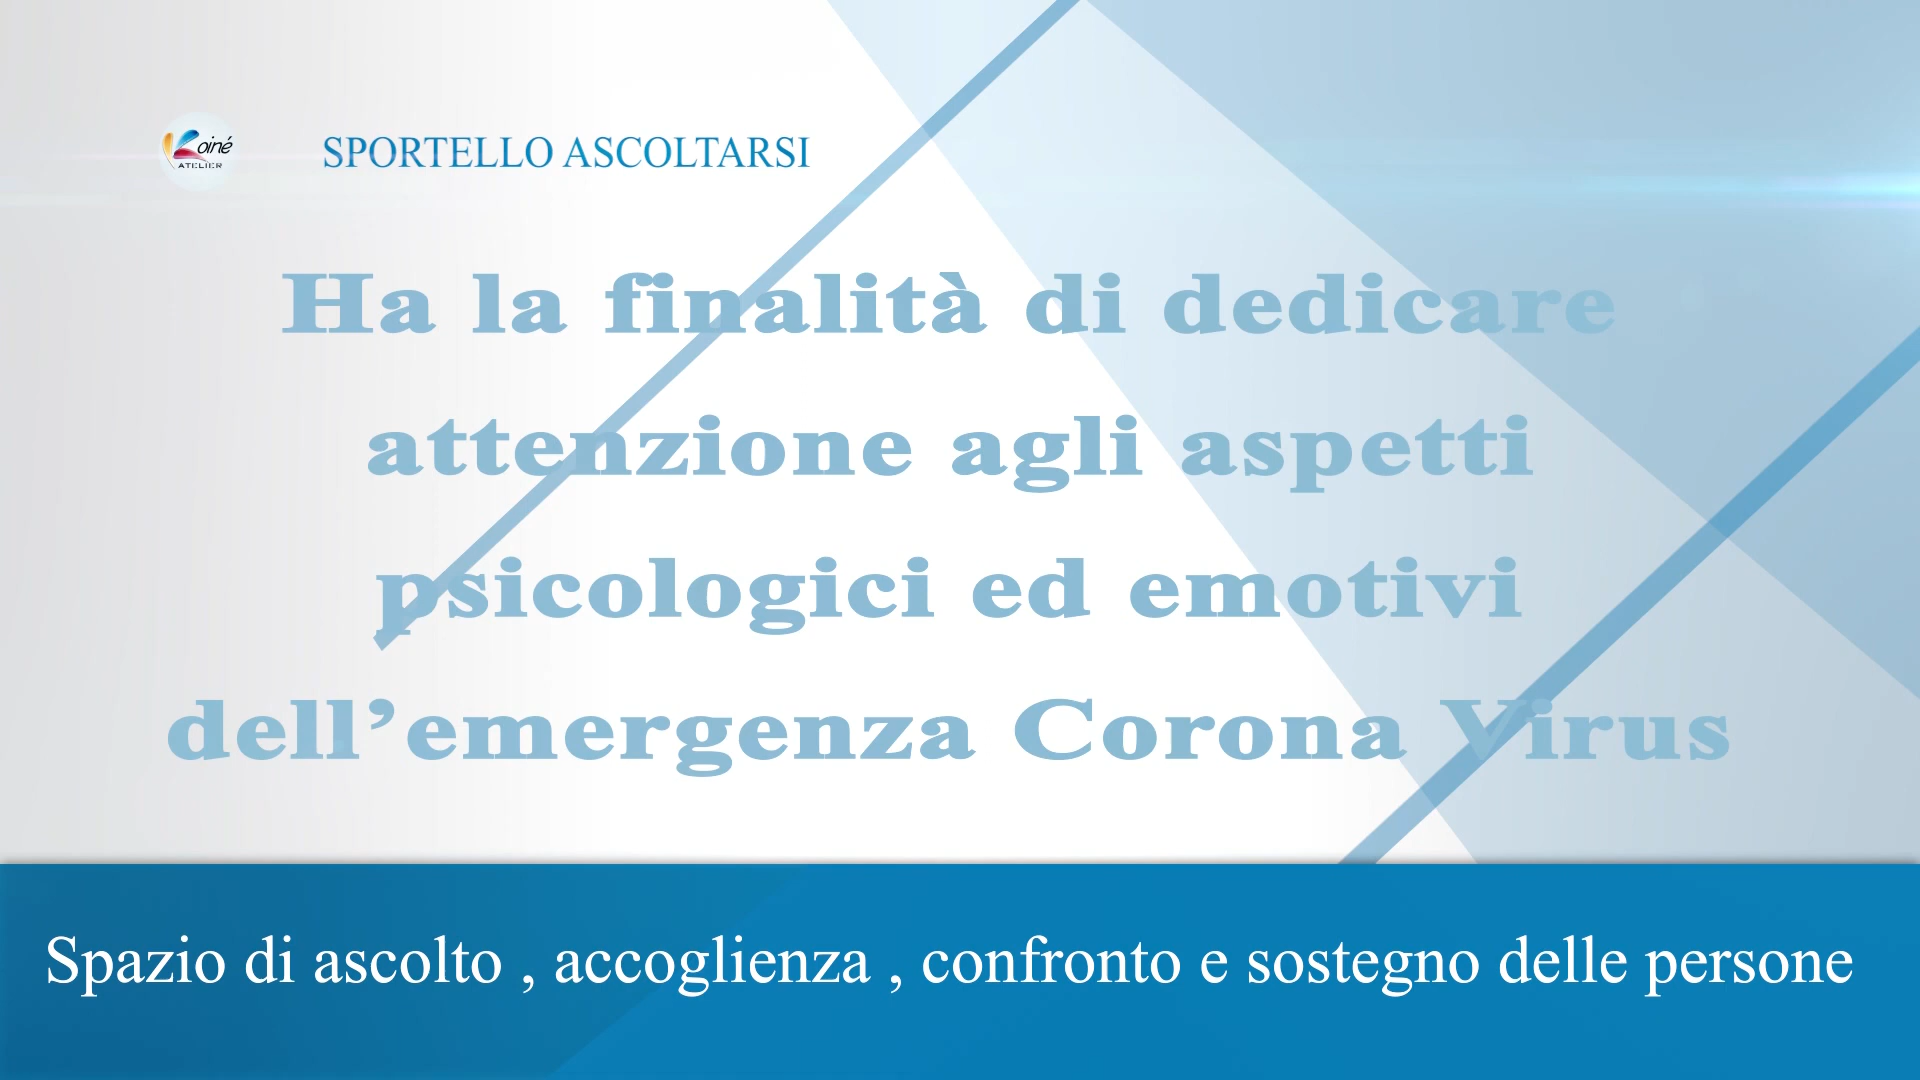 Koiné
ATELIER
SPORTELLO ASCOLTARSI
Ha la finalità di dedicare
attenzione agli aspetti
psicologici ed emotivi
dell’emergenza Corona Virus
Spazio di ascolto , accoglienza , confronto e sostegno delle persone